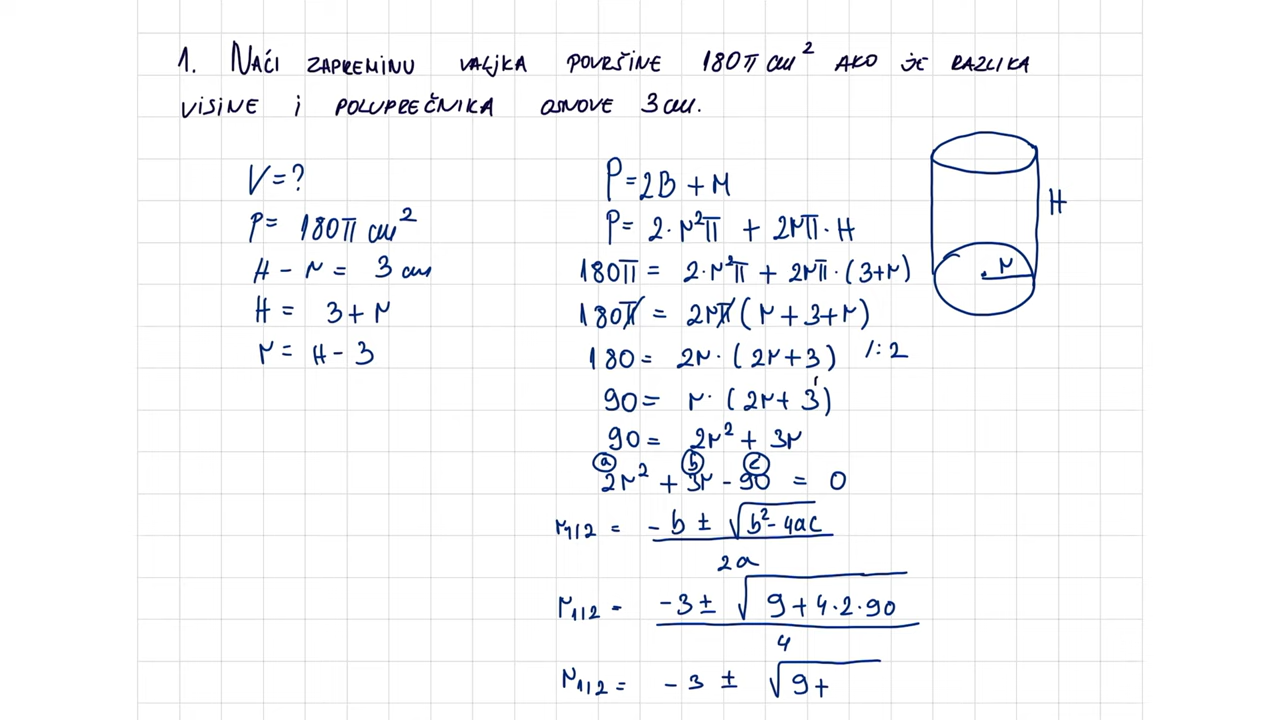 1. NAĆI ZAPREMINU VALJKA POVRŠINE 180π cm² AKO JE RAZLIKA
VISINE i POLUPREČNIKA OSNOVE 3 cm.
V = ?
P = 180π cm²
H - r = 3 cm
H = 3 + r
r = H - 3
P = 2B + M
P = 2 · r²π + 2rπ · H
180π = 2 · r²π + 2rπ · (3+r)
180π = 2rπ (r + 3 + r)
180 = 2r · (2r + 3) /: 2
90 = r · (2r + 3)
90 = 2r² + 3r
a b c
2r² + 3r - 90 = 0
r1/2 = (-b ± √(b² - 4ac)) / 2a
r1/2 = (-3 ± √(9 + 4·2·90)) / 4
r1/2 = -3 ± √(9 +
H
r